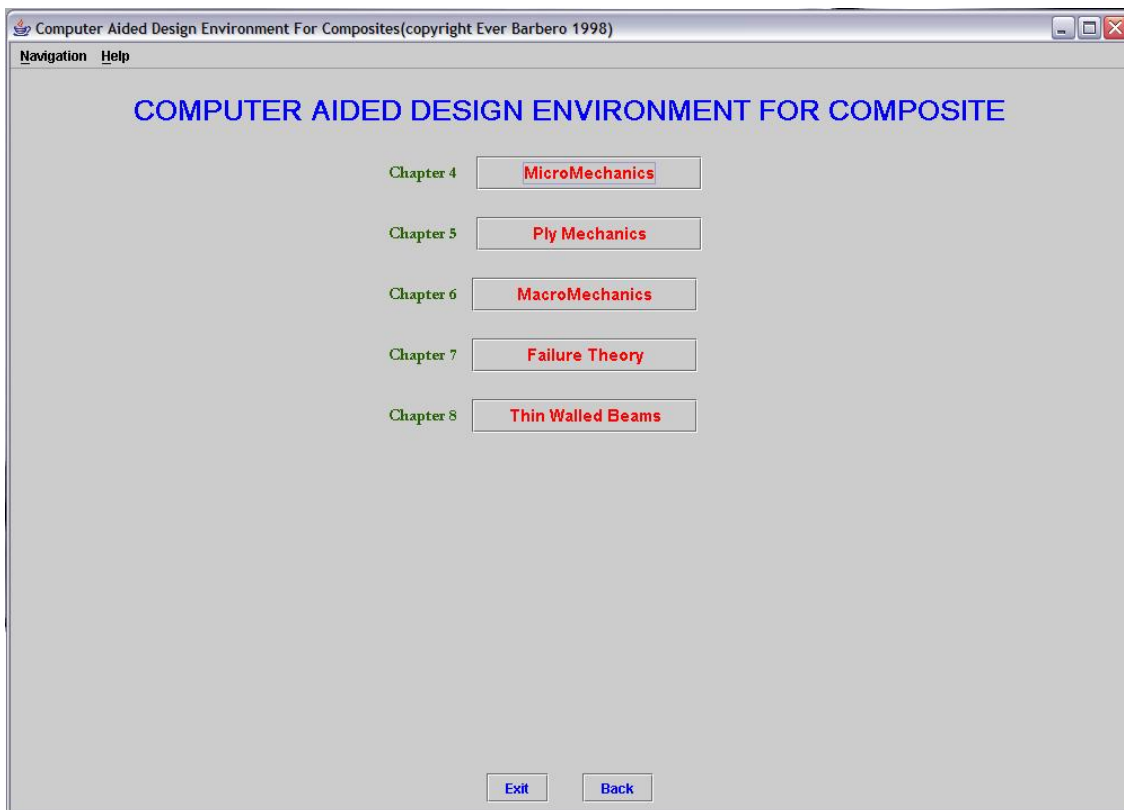 Computer Aided Design Environment For Composites(copyright Ever Barbero 1998)
Navigation Help
COMPUTER AIDED DESIGN ENVIRONMENT FOR COMPOSITE
Chapter 4 MicroMechanics
Chapter 5 Ply Mechanics
Chapter 6 MacroMechanics
Chapter 7 Failure Theory
Chapter 8 Thin Walled Beams
Exit Back